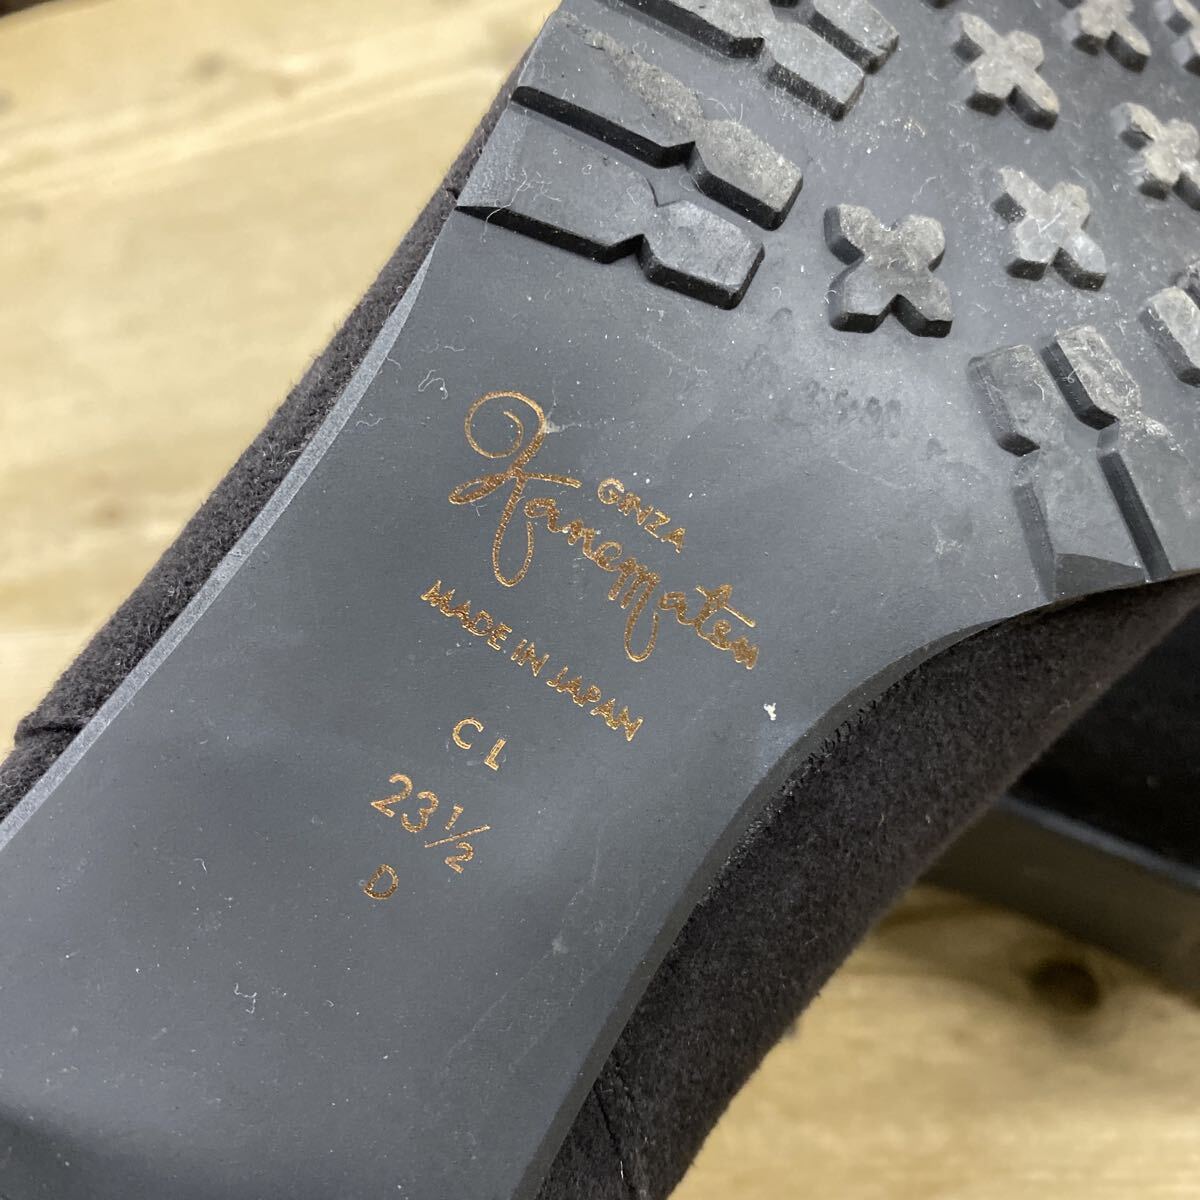 GINZA
Kanematsu
MADE IN JAPAN
CL
23½
D